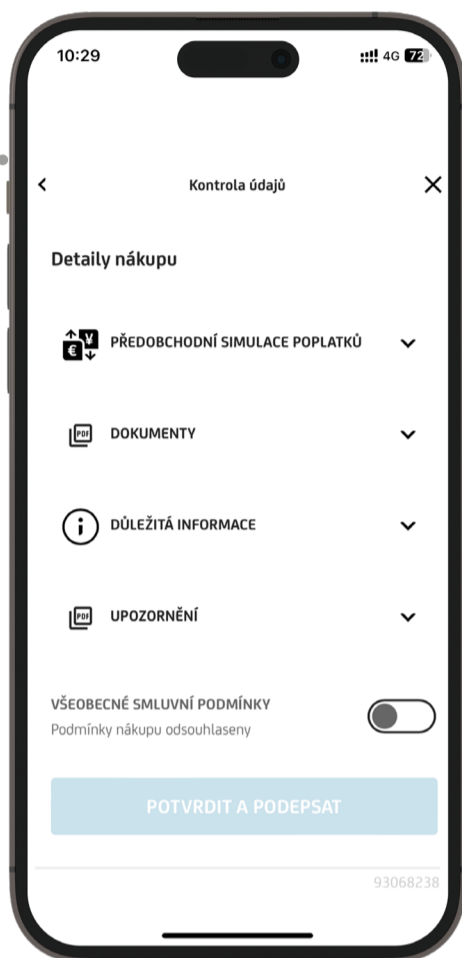 10:29
4G 72
Kontrola údajů
Detaily nákupu
¥
€
PŘEDOBCHODNÍ SIMULACE POPLATKŮ
PDF
DOKUMENTY
i
DŮLEŽITÁ INFORMACE
PDF
UPOZORNĚNÍ
VŠEOBECNÉ SMLUVNÍ PODMÍNKY
Podmínky nákupu odsouhlaseny
POTVRDIT A PODEPSAT
93068238